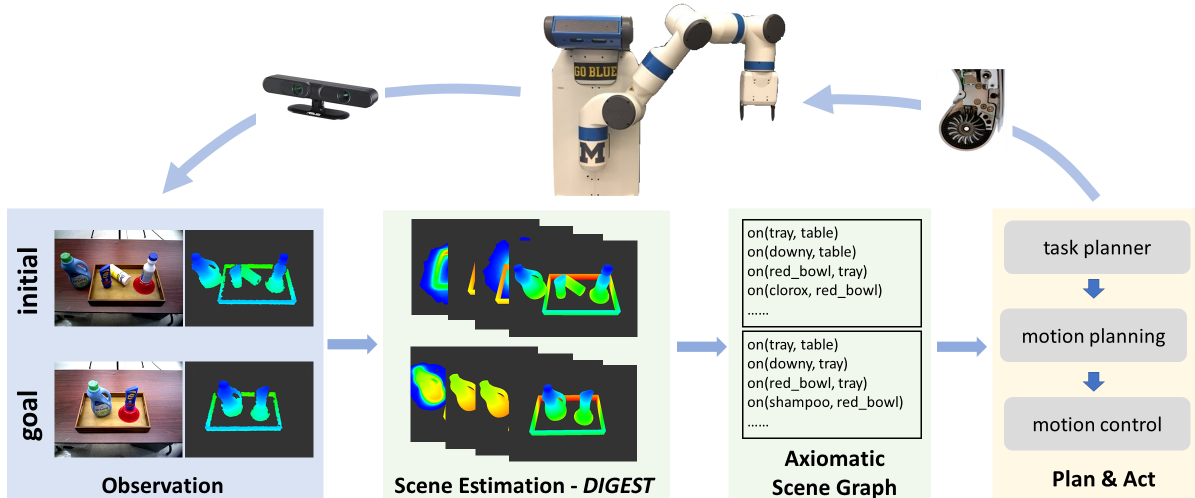 GO BLUE
M
ASUS
initial
goal
Observation
Scene Estimation - DIGEST
on(tray, table)
on(downy, table)
on(red_bowl, tray)
on(clorox, red_bowl)
......
on(tray, table)
on(downy, tray)
on(red_bowl, tray)
on(shampoo, red_bowl)
......
Axiomatic
Scene Graph
task planner
motion planning
motion control
Plan & Act